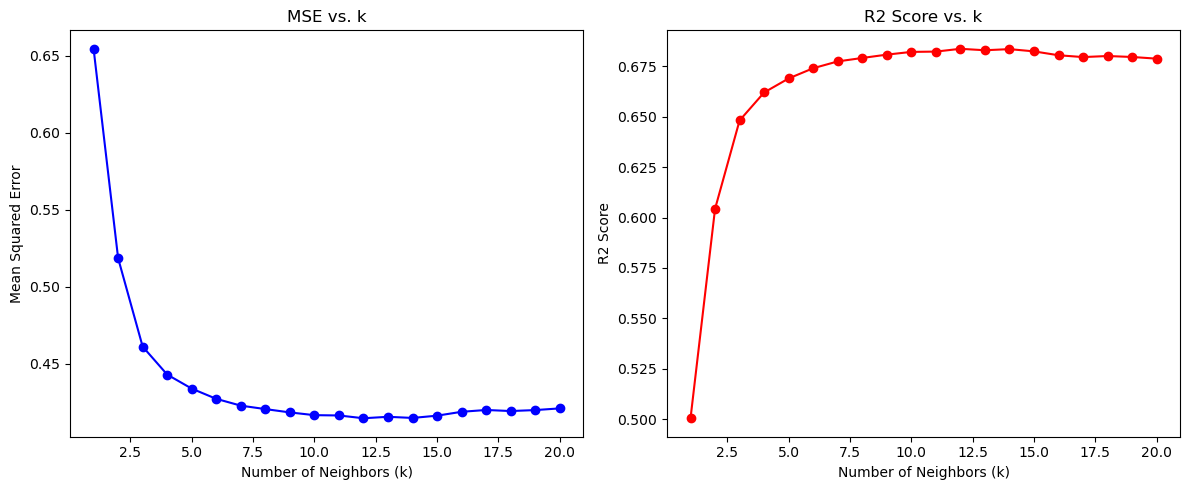 MSE vs. k
0.65
0.60
0.55
0.50
0.45
Mean Squared Error
2.5 5.0 7.5 10.0 12.5 15.0 17.5 20.0
Number of Neighbors (k)
R2 Score vs. k
0.675
0.650
0.625
0.600
0.575
0.550
0.525
0.500
R2 Score
2.5 5.0 7.5 10.0 12.5 15.0 17.5 20.0
Number of Neighbors (k)